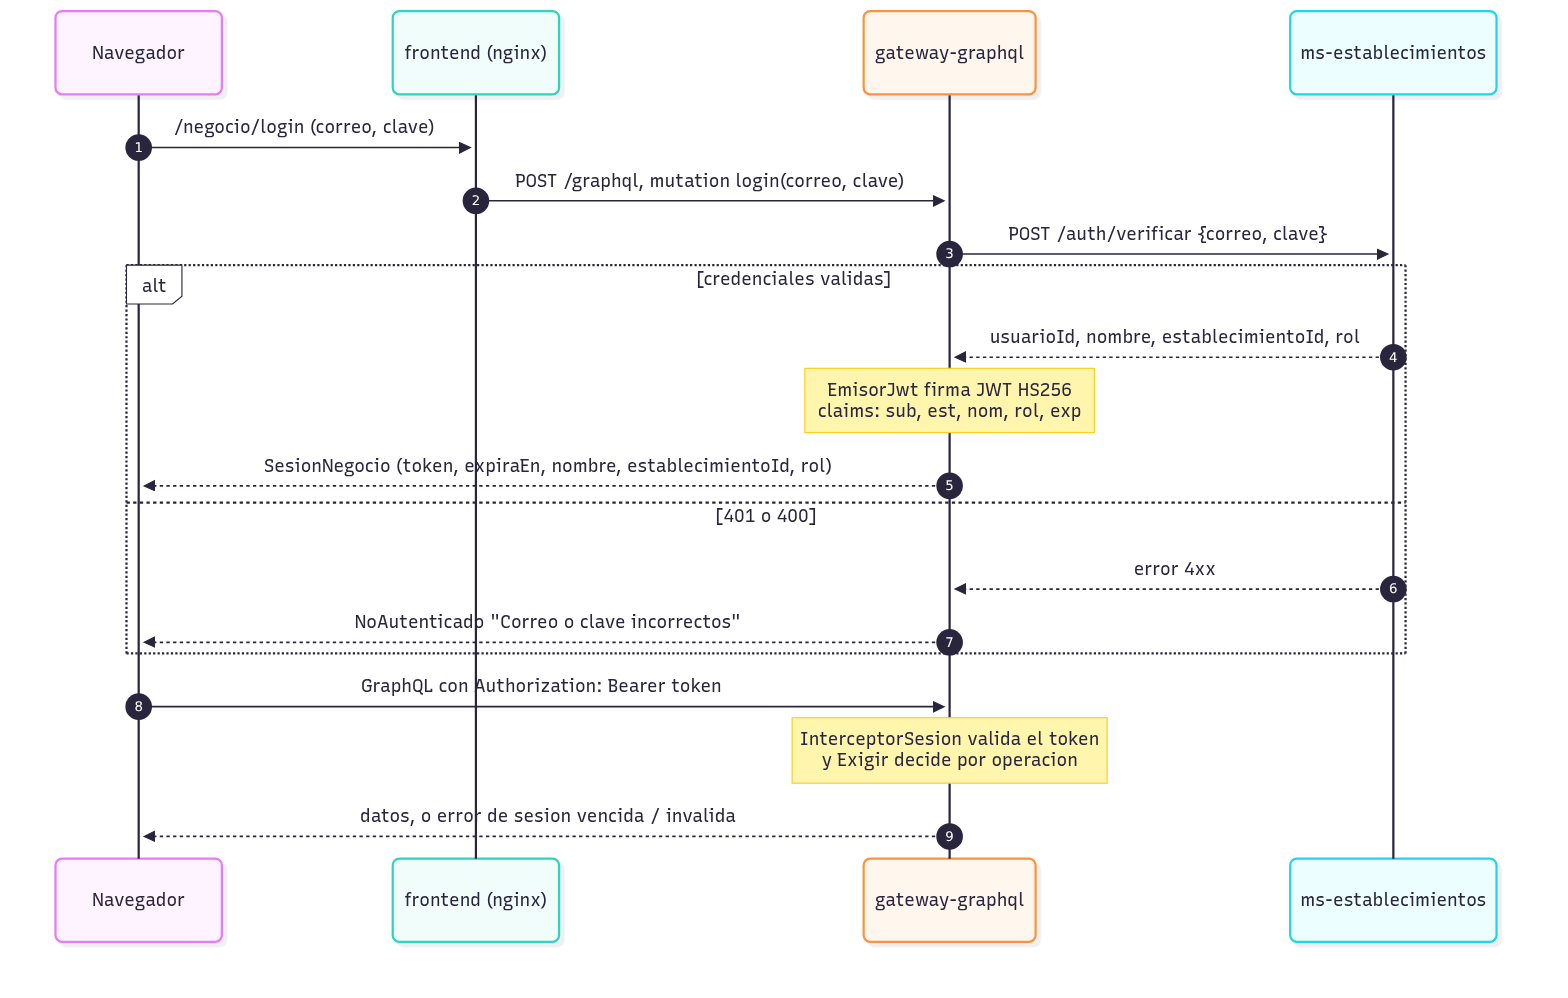 Navegador
frontend (nginx)
gateway-graphql
ms-establecimientos
/negocio/login (correo, clave)
1
POST /graphql, mutation login(correo, clave)
2
POST /auth/verificar {correo, clave}
3
alt
[credenciales validas]
usuarioId, nombre, establecimientoId, rol
4
EmisorJwt firma JWT HS256
claims: sub, est, nom, rol, exp
SesionNegocio (token, expiraEn, nombre, establecimientoId, rol)
5
[401 o 400]
error 4xx
6
NoAutenticado "Correo o clave incorrectos"
7
GraphQL con Authorization: Bearer token
8
InterceptorSesion valida el token
y Exigir decide por operacion
datos, o error de sesion vencida / invalida
9
Navegador
frontend (nginx)
gateway-graphql
ms-establecimientos